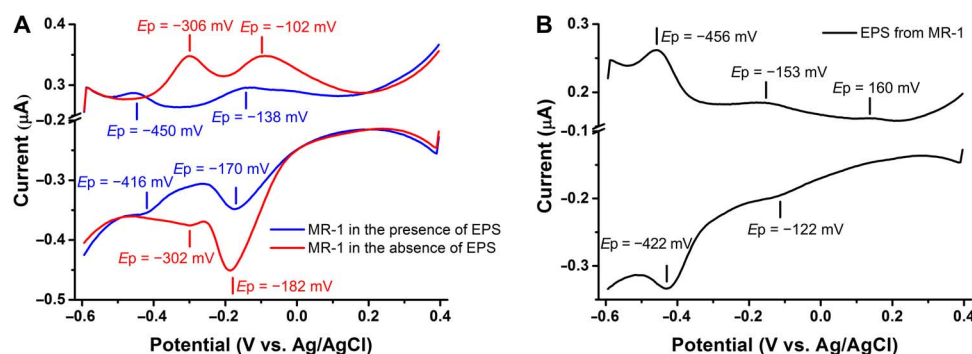 A
Ep = −306 mV
Ep = −102 mV
0.3
Ep = −450 mV
Ep = −138 mV
0.2
−0.2
Current (μA)
Ep = −416 mV
Ep = −170 mV
−0.3
MR-1 in the presence of EPS
MR-1 in the absence of EPS
−0.4
Ep = −302 mV
Ep = −182 mV
−0.5
−0.6
−0.4
−0.2
0.0
0.2
0.4
Potential (V vs. Ag/AgCl)
B
Ep = −456 mV
EPS from MR-1
Ep = −153 mV
Ep = 160 mV
0.2
−0.1
Current (μA)
−0.2
Ep = −422 mV
Ep = −122 mV
−0.3
−0.6
−0.4
−0.2
0.0
0.2
0.4
Potential (V vs. Ag/AgCl)